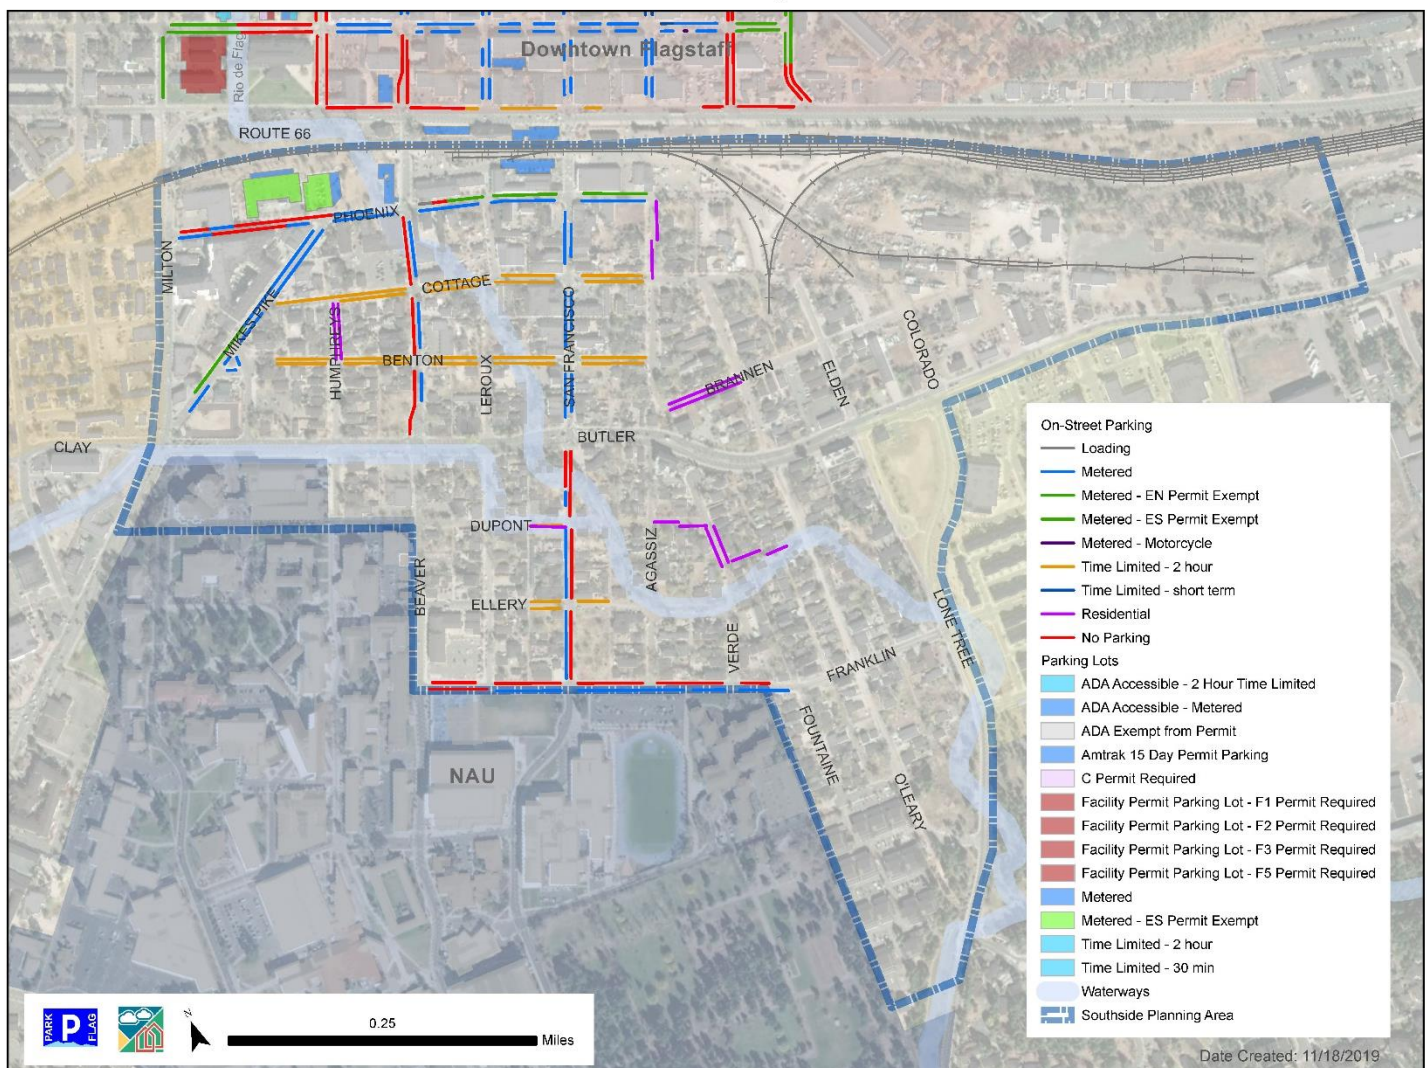 Downtown Flagstaff
Rio de Flag
ROUTE 66
PHOENIX
MILTON
COTTAGE
MIKES PIKE
HUMPHREYS
BENTON
LEROUX
SAN FRANCISCO
BRANNEN
ELDEN
COLORADO
CLAY
BUTLER
DUPONT
AGASSIZ
BEAVER
ELLERY
VERDE
LONE TREE
FRANKLIN
FOUNTAINE
O'LEARY
NAU
On-Street Parking
Loading
Metered
Metered - EN Permit Exempt
Metered - ES Permit Exempt
Metered - Motorcycle
Time Limited - 2 hour
Time Limited - short term
Residential
No Parking
Parking Lots
ADA Accessible - 2 Hour Time Limited
ADA Accessible - Metered
ADA Exempt from Permit
Amtrak 15 Day Permit Parking
C Permit Required
Facility Permit Parking Lot - F1 Permit Required
Facility Permit Parking Lot - F2 Permit Required
Facility Permit Parking Lot - F3 Permit Required
Facility Permit Parking Lot - F5 Permit Required
Metered
Metered - ES Permit Exempt
Time Limited - 2 hour
Time Limited - 30 min
Waterways
Southside Planning Area
PARK
P
FLAG
N
0.25
Miles
Date Created: 11/18/2019